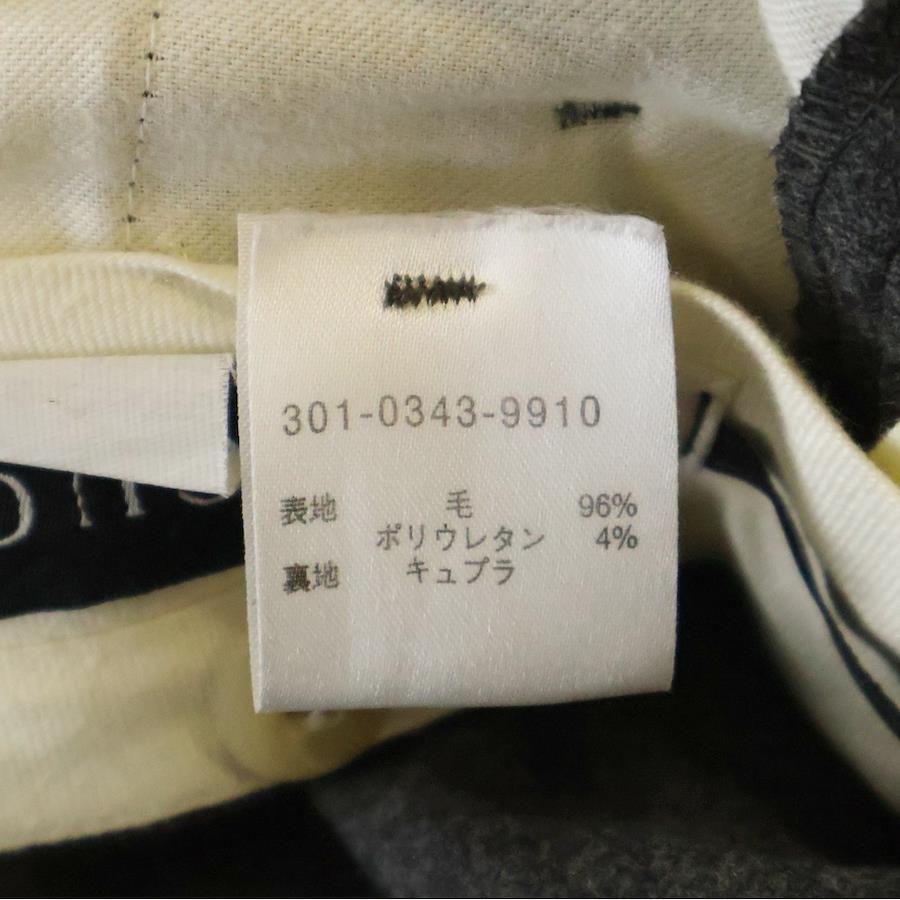 301-0343-9910
表地 毛 96%
ポリウレタン 4%
裏地 キュプラ